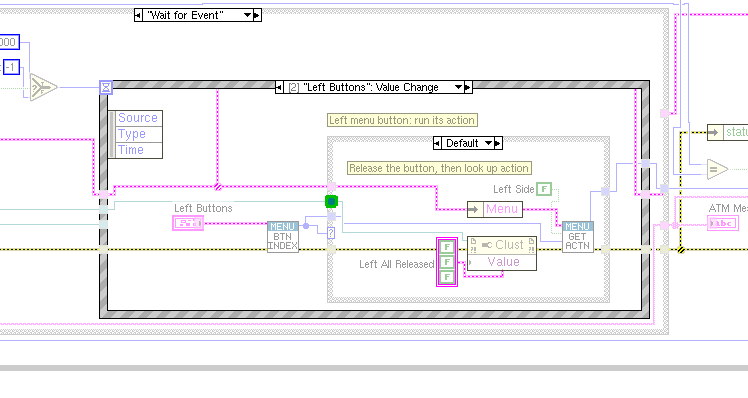 "Wait for Event"
000
-1
[2] "Left Buttons": Value Change
Source
Type
Time
Left menu button: run its action
Default
Release the button, then look up action
Left Side
F
Menu
Left Buttons
MENU
BTN
INDEX
?
MENU
GET
ACTN
Clust
Value
Left All Released
F
F
F
statu
=
ATM Me
abc